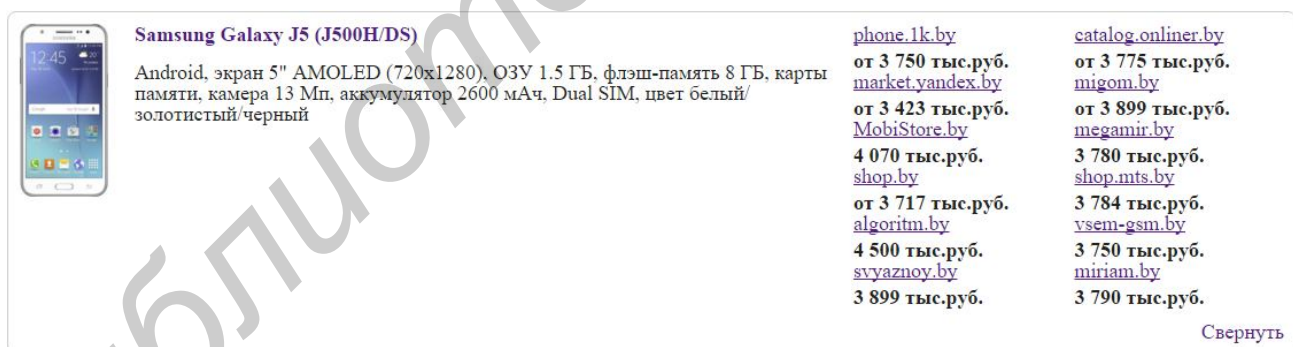 Samsung Galaxy J5 (J500H/DS)
Android, экран 5" AMOLED (720x1280), ОЗУ 1.5 ГБ, флэш-память 8 ГБ, карты
памяти, камера 13 Мп, аккумулятор 2600 мАч, Dual SIM, цвет белый/
золотистый/черный
phone.1k.by
от 3 750 тыс.руб.
market.yandex.by
от 3 423 тыс.руб.
MobiStore.by
4 070 тыс.руб.
shop.by
от 3 717 тыс.руб.
algoritm.by
4 500 тыс.руб.
svyaznoy.by
3 899 тыс.руб.
catalog.onliner.by
от 3 775 тыс.руб.
migom.by
от 3 899 тыс.руб.
megamir.by
3 780 тыс.руб.
shop.mts.by
3 784 тыс.руб.
vsem-gsm.by
3 750 тыс.руб.
miriam.by
3 790 тыс.руб.
Свернуть
12:45